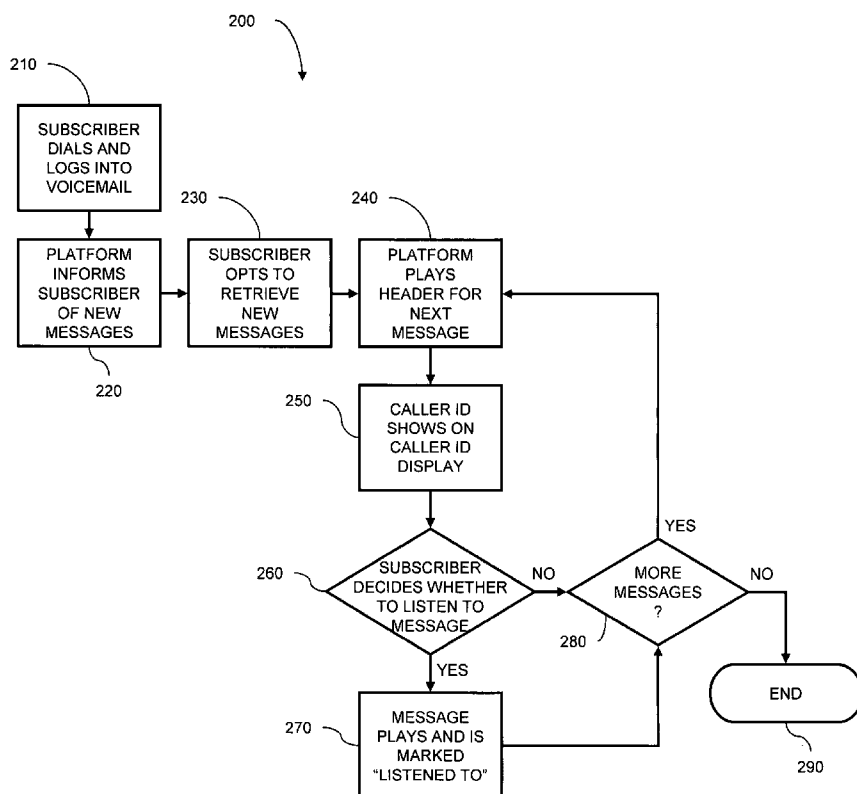 200
210
SUBSCRIBER
DIALS AND
LOGS INTO
VOICEMAIL
230
240
PLATFORM
INFORMS
SUBSCRIBER
OF NEW
MESSAGES
220
SUBSCRIBER
OPTS TO
RETRIEVE
NEW
MESSAGES
PLATFORM
PLAYS
HEADER FOR
NEXT
MESSAGE
250
CALLER ID
SHOWS ON
CALLER ID
DISPLAY
260
SUBSCRIBER
DECIDES WHETHER
TO LISTEN TO
MESSAGE
NO
YES
YES
MORE
MESSAGES
?
NO
280
270
MESSAGE
PLAYS AND IS
MARKED
“LISTENED TO”
END
290